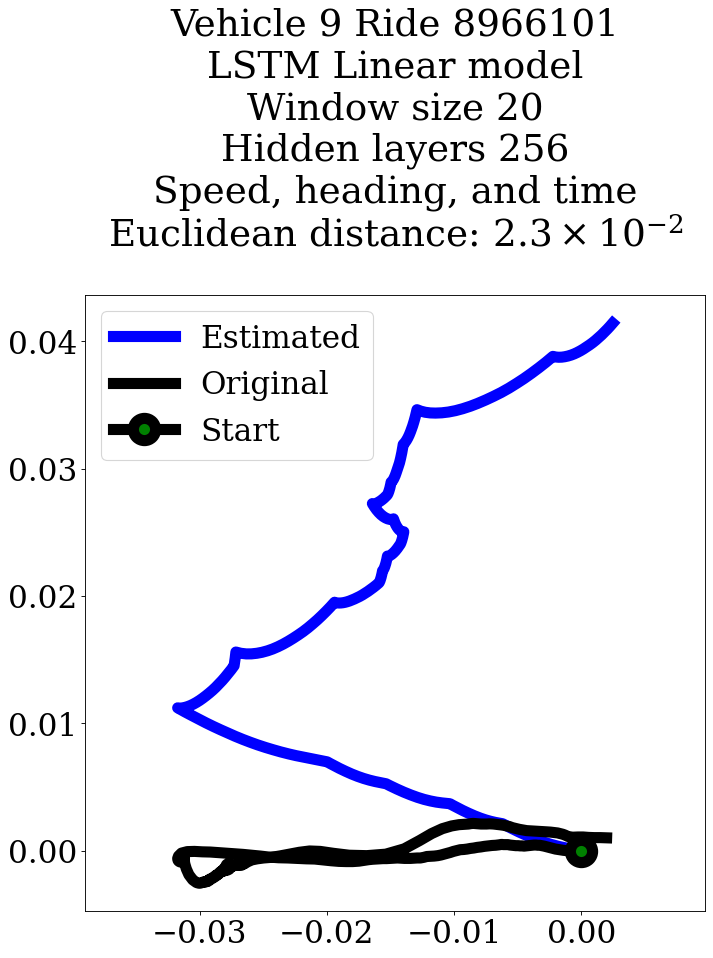 Vehicle 9 Ride 8966101
LSTM Linear model
Window size 20
Hidden layers 256
Speed, heading, and time
Euclidean distance: 2.3 × 10⁻²
Estimated
Original
Start
0.04
0.03
0.02
0.01
0.00
−0.03 −0.02 −0.01 0.00